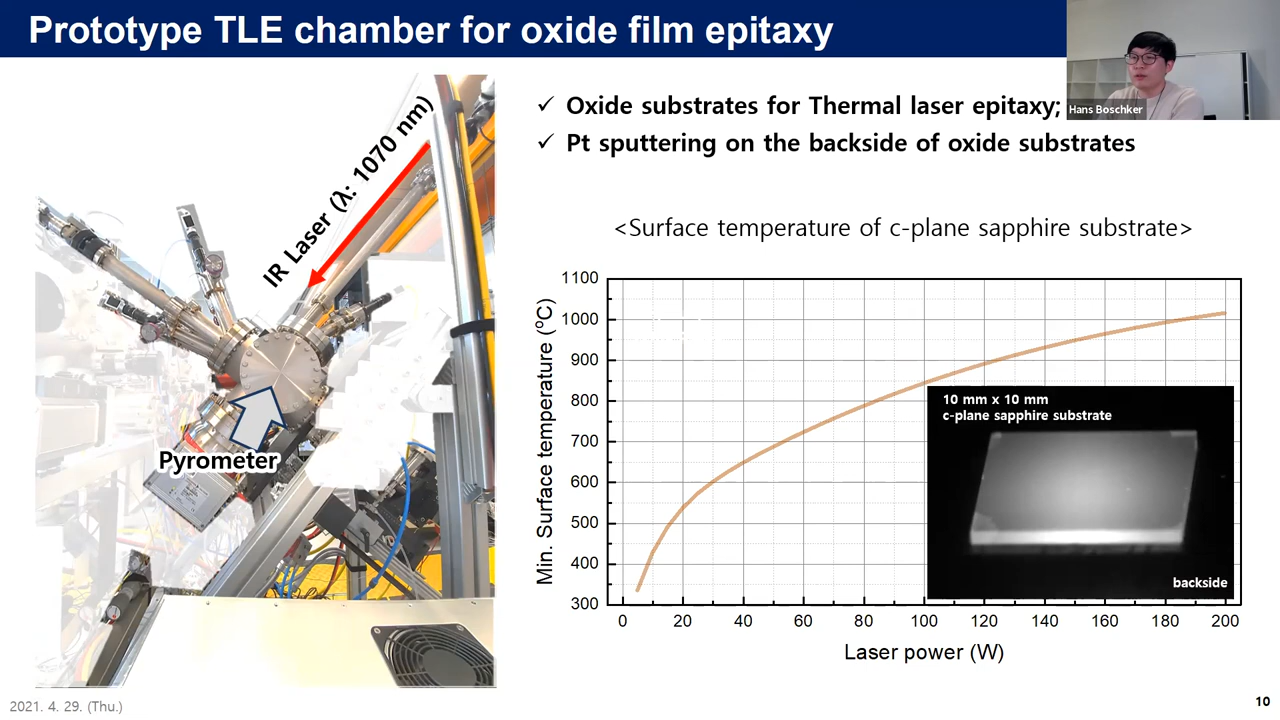 Prototype TLE chamber for oxide film epitaxy
Hans Boschker
IR Laser (λ: 1070 nm)
Pyrometer
✓ Oxide substrates for Thermal laser epitaxy;
✓ Pt sputtering on the backside of oxide substrates
<Surface temperature of c-plane sapphire substrate>
Min. Surface temperature (°C)
1100
1000
900
800
700
600
500
400
300
10 mm x 10 mm
c-plane sapphire substrate
backside
0 20 40 60 80 100 120 140 160 180 200
Laser power (W)
2021. 4. 29. (Thu.)
10